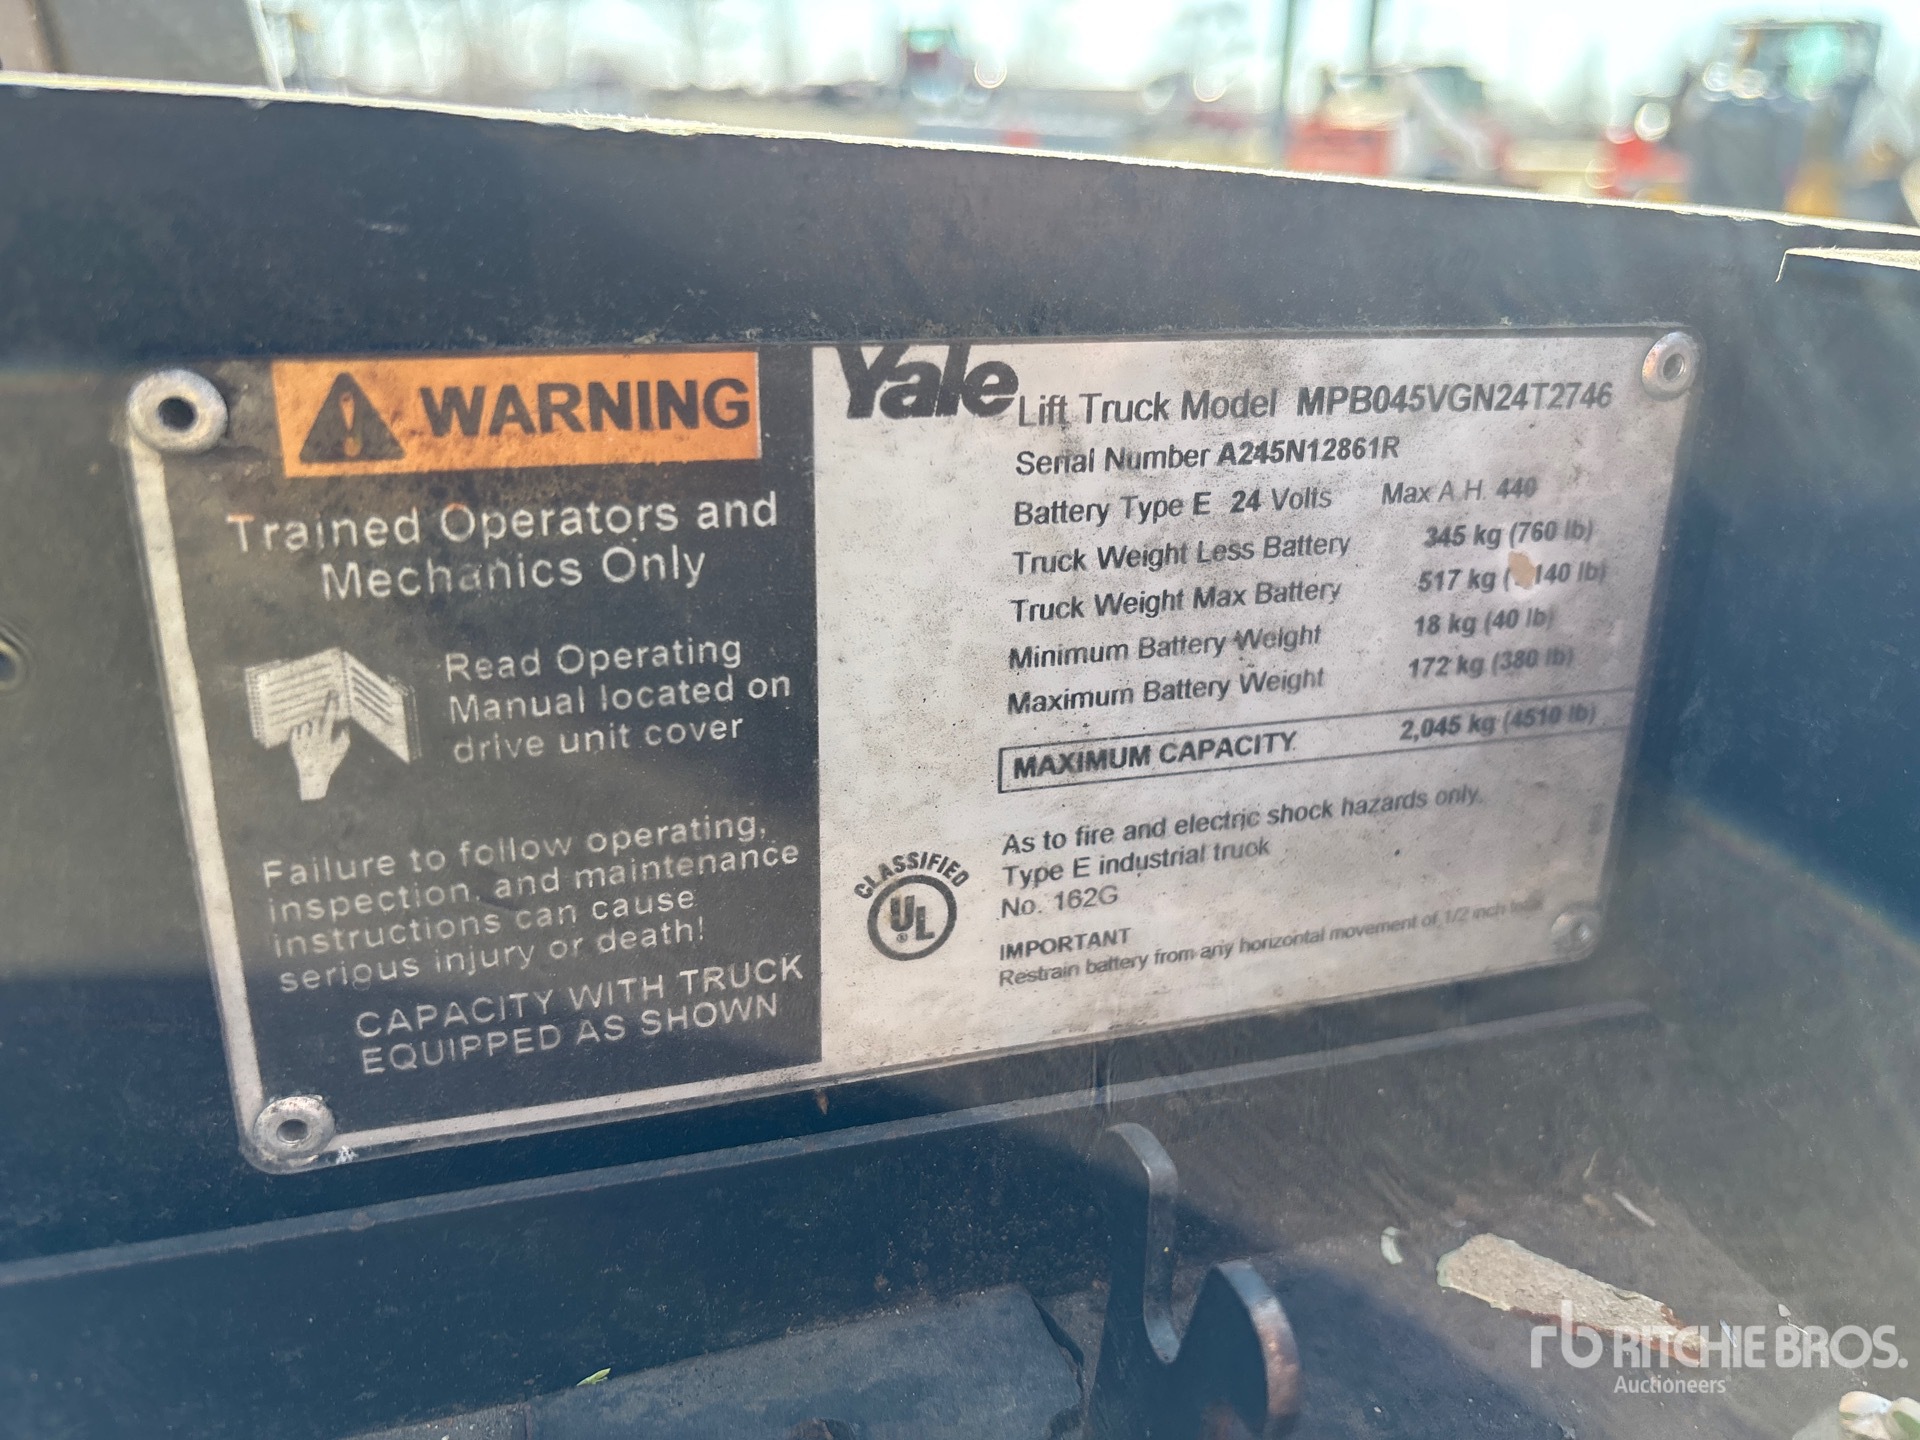 WARNING
Trained Operators and
Mechanics Only
Read Operating
Manual located on
drive unit cover
Failure to follow operating,
inspection, and maintenance
instructions can cause
serious injury or death!
CAPACITY WITH TRUCK
EQUIPPED AS SHOWN
Yale Lift Truck Model MPB045VGN24T2746
Serial Number A245N12861R
Battery Type E 24 Volts Max A.H. 440
Truck Weight Less Battery 345 kg (760 lb)
Truck Weight Max Battery 517 kg ( 140 lb)
Minimum Battery Weight 18 kg (40 lb)
Maximum Battery Weight 172 kg (380 lb)
MAXIMUM CAPACITY 2,045 kg (4510 lb)
As to fire and electric shock hazards only.
Type E industrial truck
No. 162G
CLASSIFIED
UL
IMPORTANT
Restrain battery from any horizontal movement of 1/2 inch total
rb RITCHIE BROS.
Auctioneers